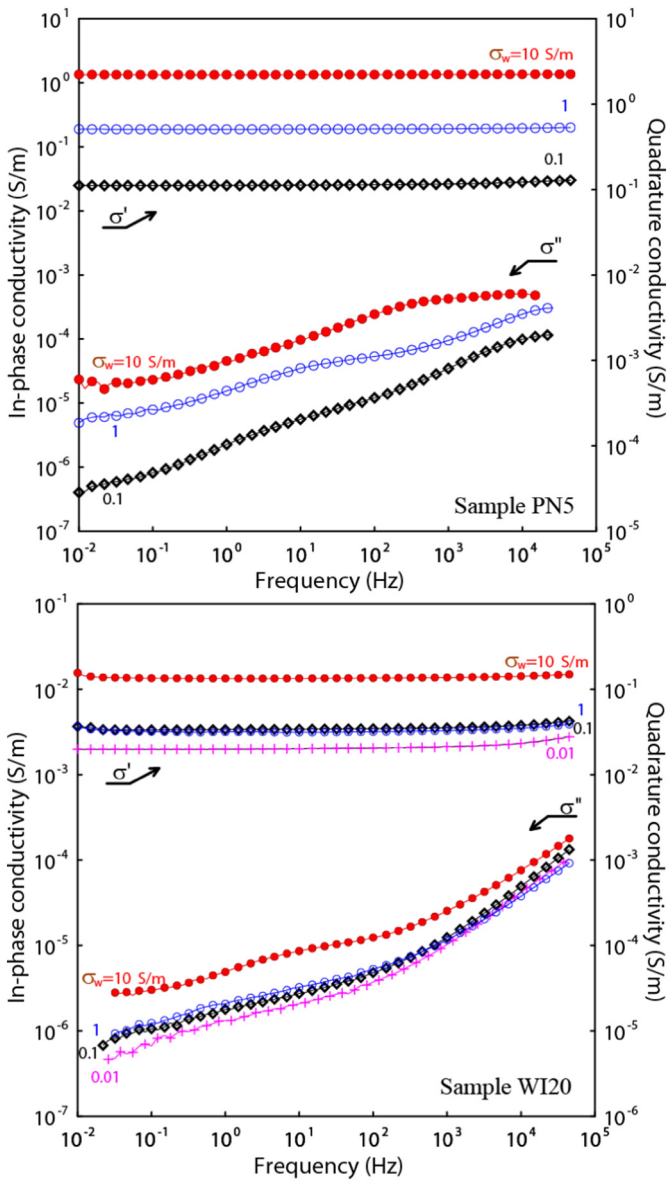 10¹
10⁰
10⁻¹
10⁻²
10⁻³
10⁻⁴
10⁻⁵
10⁻⁶
10⁻⁷
In-phase conductivity (S/m)
σw=10 S/m
1
0.1
σ'
σ"
σw=10 S/m
1
0.1
Sample PN5
10¹
10⁰
10⁻¹
10⁻²
10⁻³
10⁻⁴
10⁻⁵
Quadrature conductivity (S/m)
10⁻² 10⁻¹ 10⁰ 10¹ 10² 10³ 10⁴ 10⁵
Frequency (Hz)
10⁻¹
10⁻²
10⁻³
10⁻⁴
10⁻⁵
10⁻⁶
10⁻⁷
In-phase conductivity (S/m)
σw=10 S/m
1
0.1
0.01
σ'
σ"
σw=10 S/m
1
0.1
0.01
Sample WI20
10⁰
10⁻¹
10⁻²
10⁻³
10⁻⁴
10⁻⁵
10⁻⁶
Quadrature conductivity (S/m)
10⁻² 10⁻¹ 10⁰ 10¹ 10² 10³ 10⁴ 10⁵
Frequency (Hz)